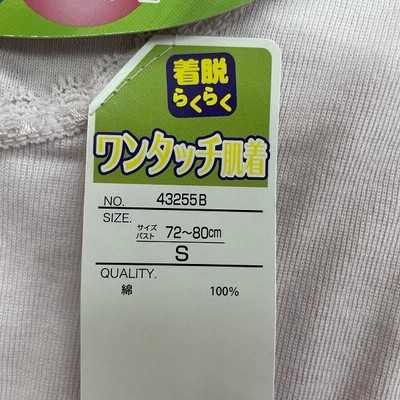 着脱
らくらく
ワンタッチ肌着
NO. 43255B
SIZE. サイズ バスト 72～80cm
S
QUALITY.
綿 100%